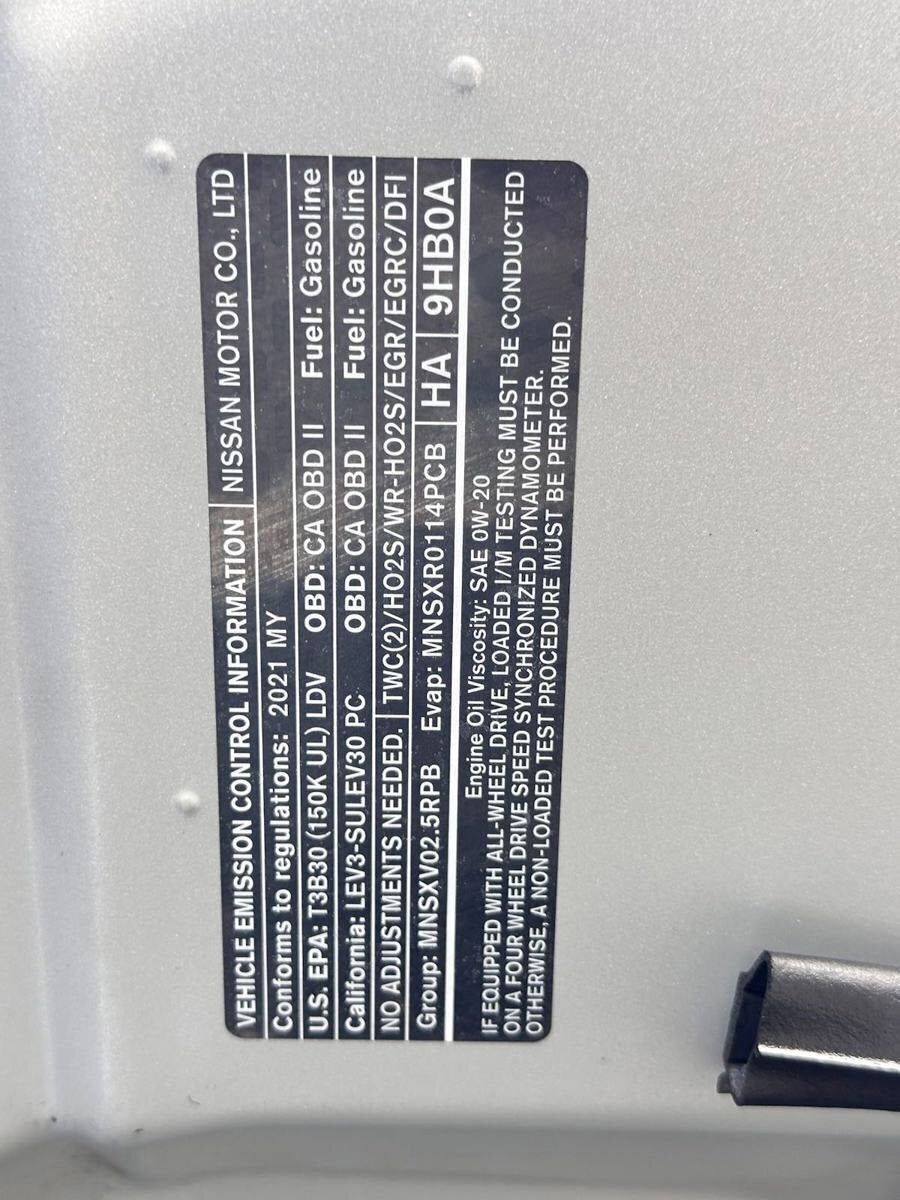 VEHICLE EMISSION CONTROL INFORMATION NISSAN MOTOR CO., LTD
Conforms to regulations: 2021 MY
U.S. EPA: T3B30 (150K UL) LDV OBD: CA OBD II Fuel: Gasoline
California: LEV3-SULEV30 PC OBD: CA OBD II Fuel: Gasoline
NO ADJUSTMENTS NEEDED. TWC(2)/HO2S/WR-HO2S/EGR/EGRC/DFI
Group: MNSXV02.5RPB Evap: MNSXR0114PCB HA 9HB0A
Engine Oil Viscosity: SAE 0W-20
IF EQUIPPED WITH ALL-WHEEL DRIVE, LOADED I/M TESTING MUST BE CONDUCTED
ON A FOUR WHEEL DRIVE SPEED SYNCHRONIZED DYNAMOMETER.
OTHERWISE, A NON-LOADED TEST PROCEDURE MUST BE PERFORMED.